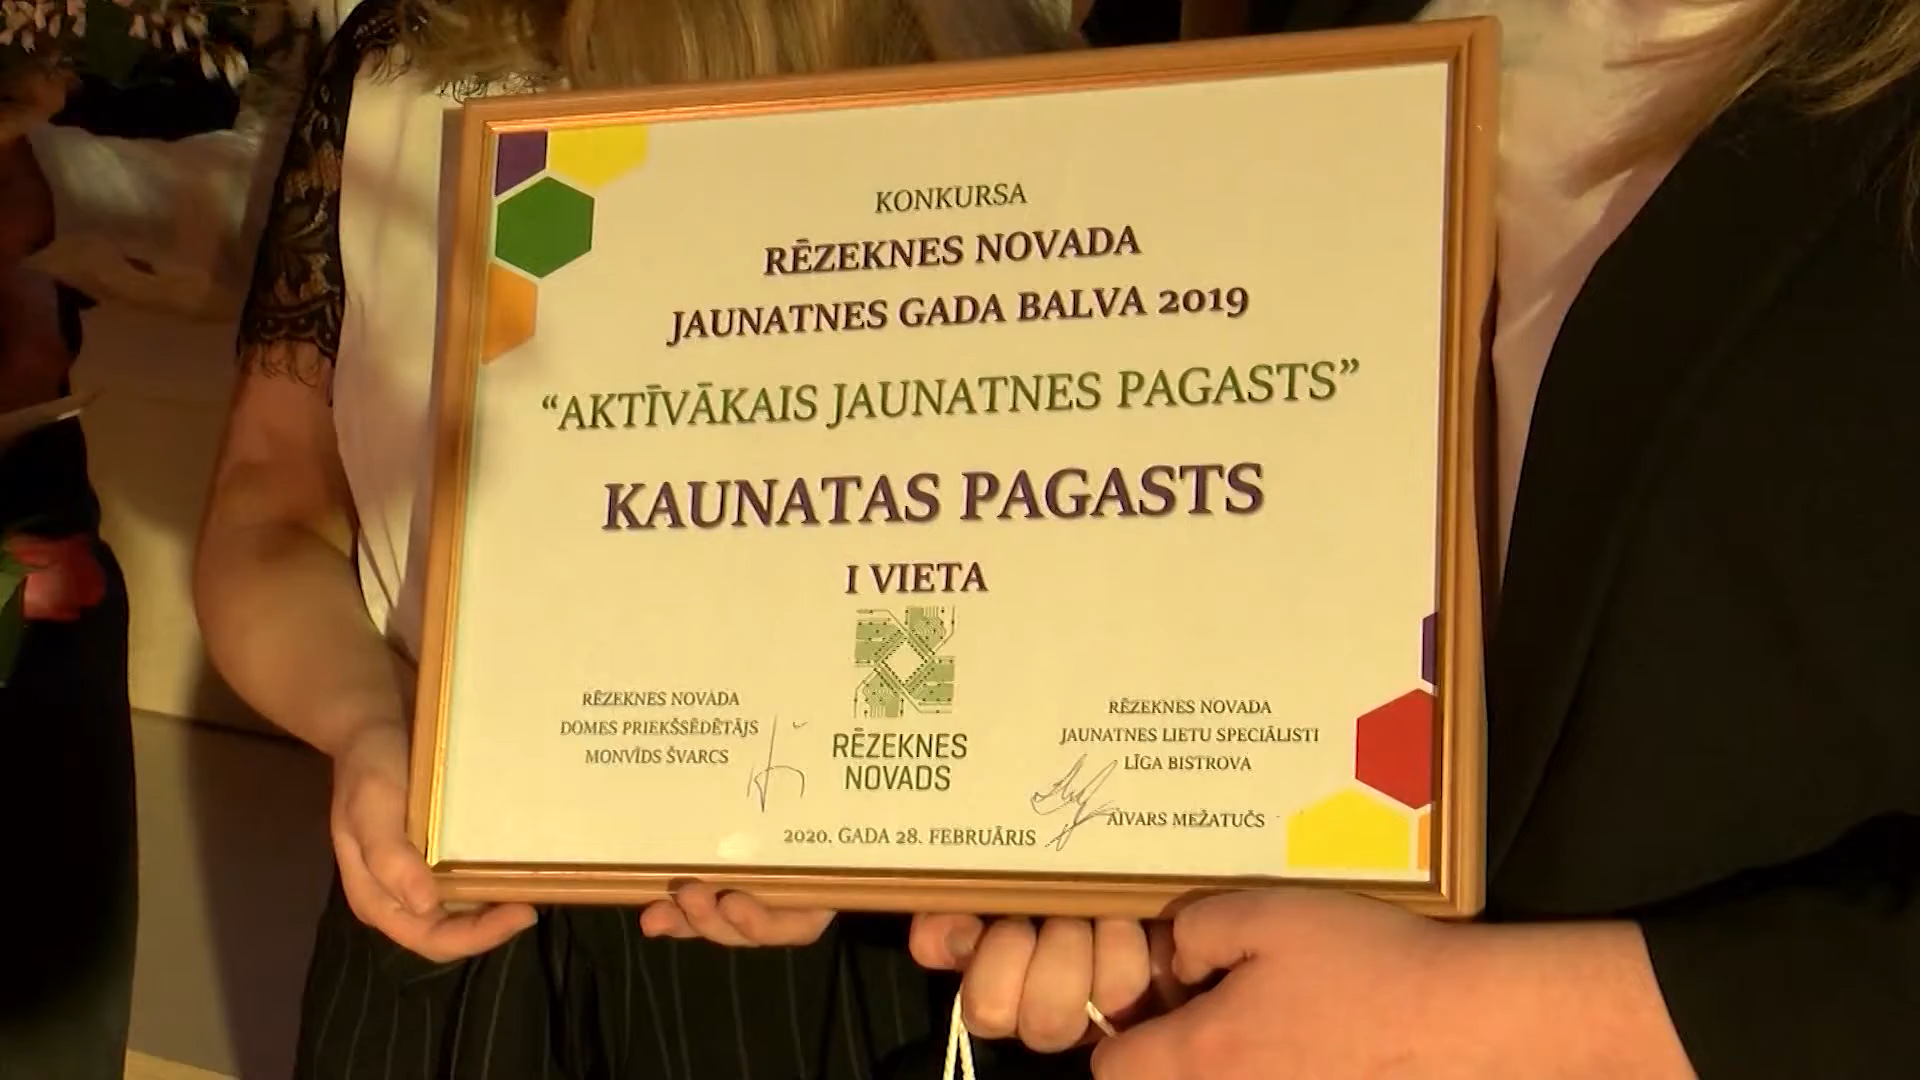 KONKURSA
RĒZEKNES NOVADA
JAUNATNES GADA BALVA 2019
“AKTĪVĀKAIS JAUNATNES PAGASTS”
KAUNATAS PAGASTS
I VIETA
RĒZEKNES NOVADA
DOMES PRIEKŠSĒDĒTĀJS
MONVĪDS ŠVARCS
RĒZEKNES
NOVADS
RĒZEKNES NOVADA
JAUNATNES LIETU SPECIĀLISTI
LĪGA BISTROVA
AIVARS MEŽATUČS
2020. GADA 28. FEBRUĀRIS